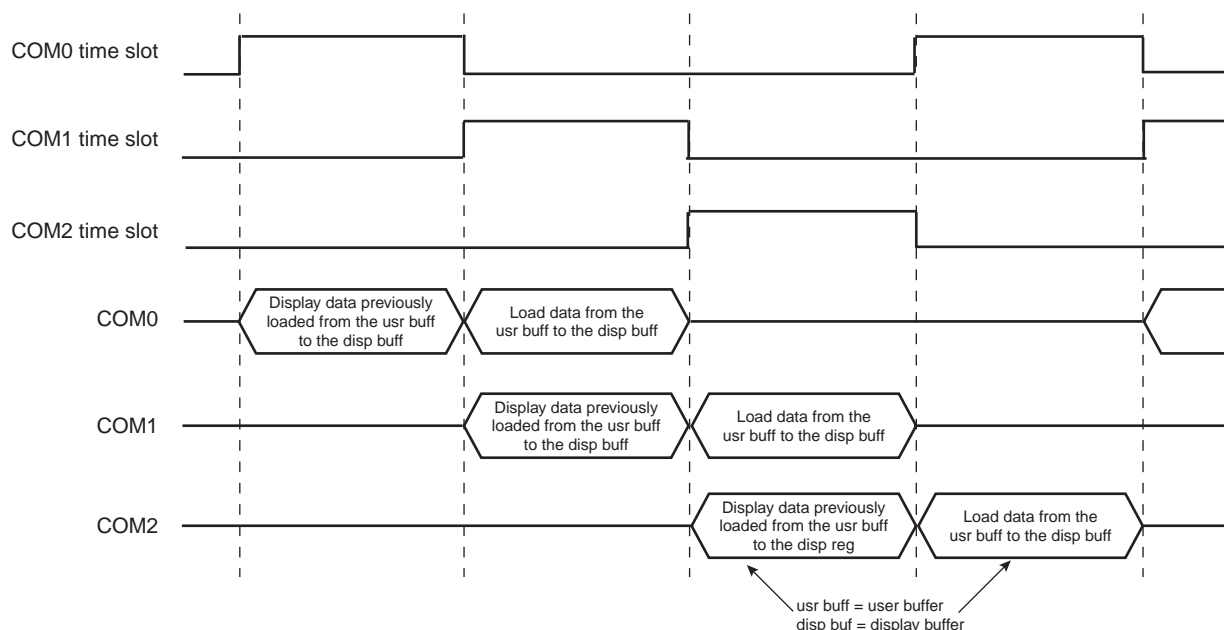 COM0 time slot
COM1 time slot
COM2 time slot
COM0
Display data previously
loaded from the usr buff
to the disp buff
Load data from the
usr buff to the disp buff
COM1
Display data previously
loaded from the usr buff
to the disp buff
Load data from the
usr buff to the disp buff
COM2
Display data previously
loaded from the usr buff
to the disp reg
Load data from the
usr buff to the disp buff
usr buff = user buffer
disp buf = display buffer